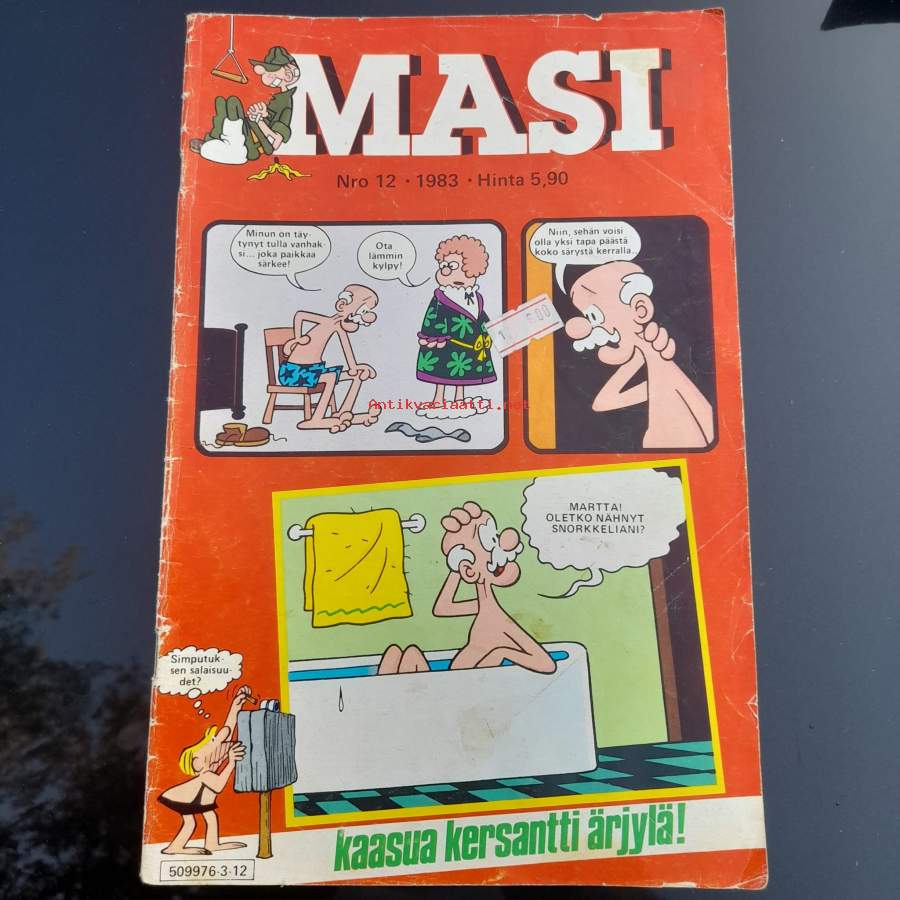 MASI
Nro 12 · 1983 · Hinta 5,90
Minun on täy-
tynyt tulla vanhak-
si... joka paikkaa
särkee!
Ota
lämmin
kylpy!
Niin, sehän voisi
olla yksi tapa päästä
koko särystä kerralla..
Antikvariaatti.net
MARTTA!
OLETKO NÄHNYT
SNORKKELIANI?
Simputuk-
sen salaisuu-
det?
kaasua kersantti ärjylä!
509976-3-12